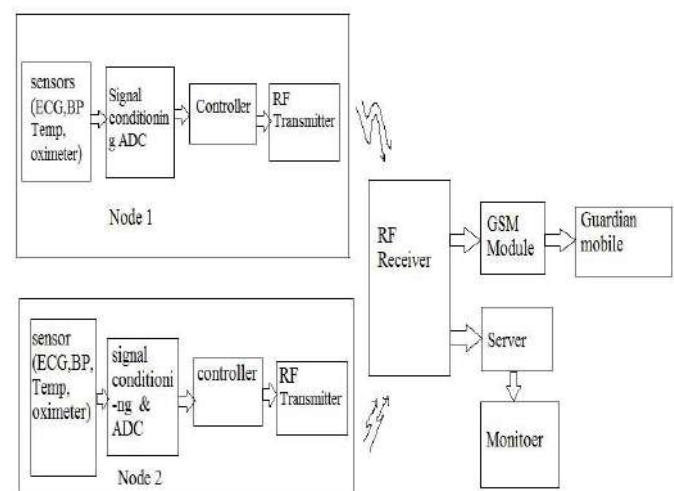 sensors
(ECG,BP
Temp,
oximeter)
Signal
conditionin
g ADC
Controller
RF
Transmitter
Node 1
RF
Receiver
GSM
Module
Guardian
mobile
Server
Monitoer
sensor
(ECG,BP,
Temp,
oximeter)
signal
conditioni
-ng &
ADC
controller
RF
Transmitter
Node 2